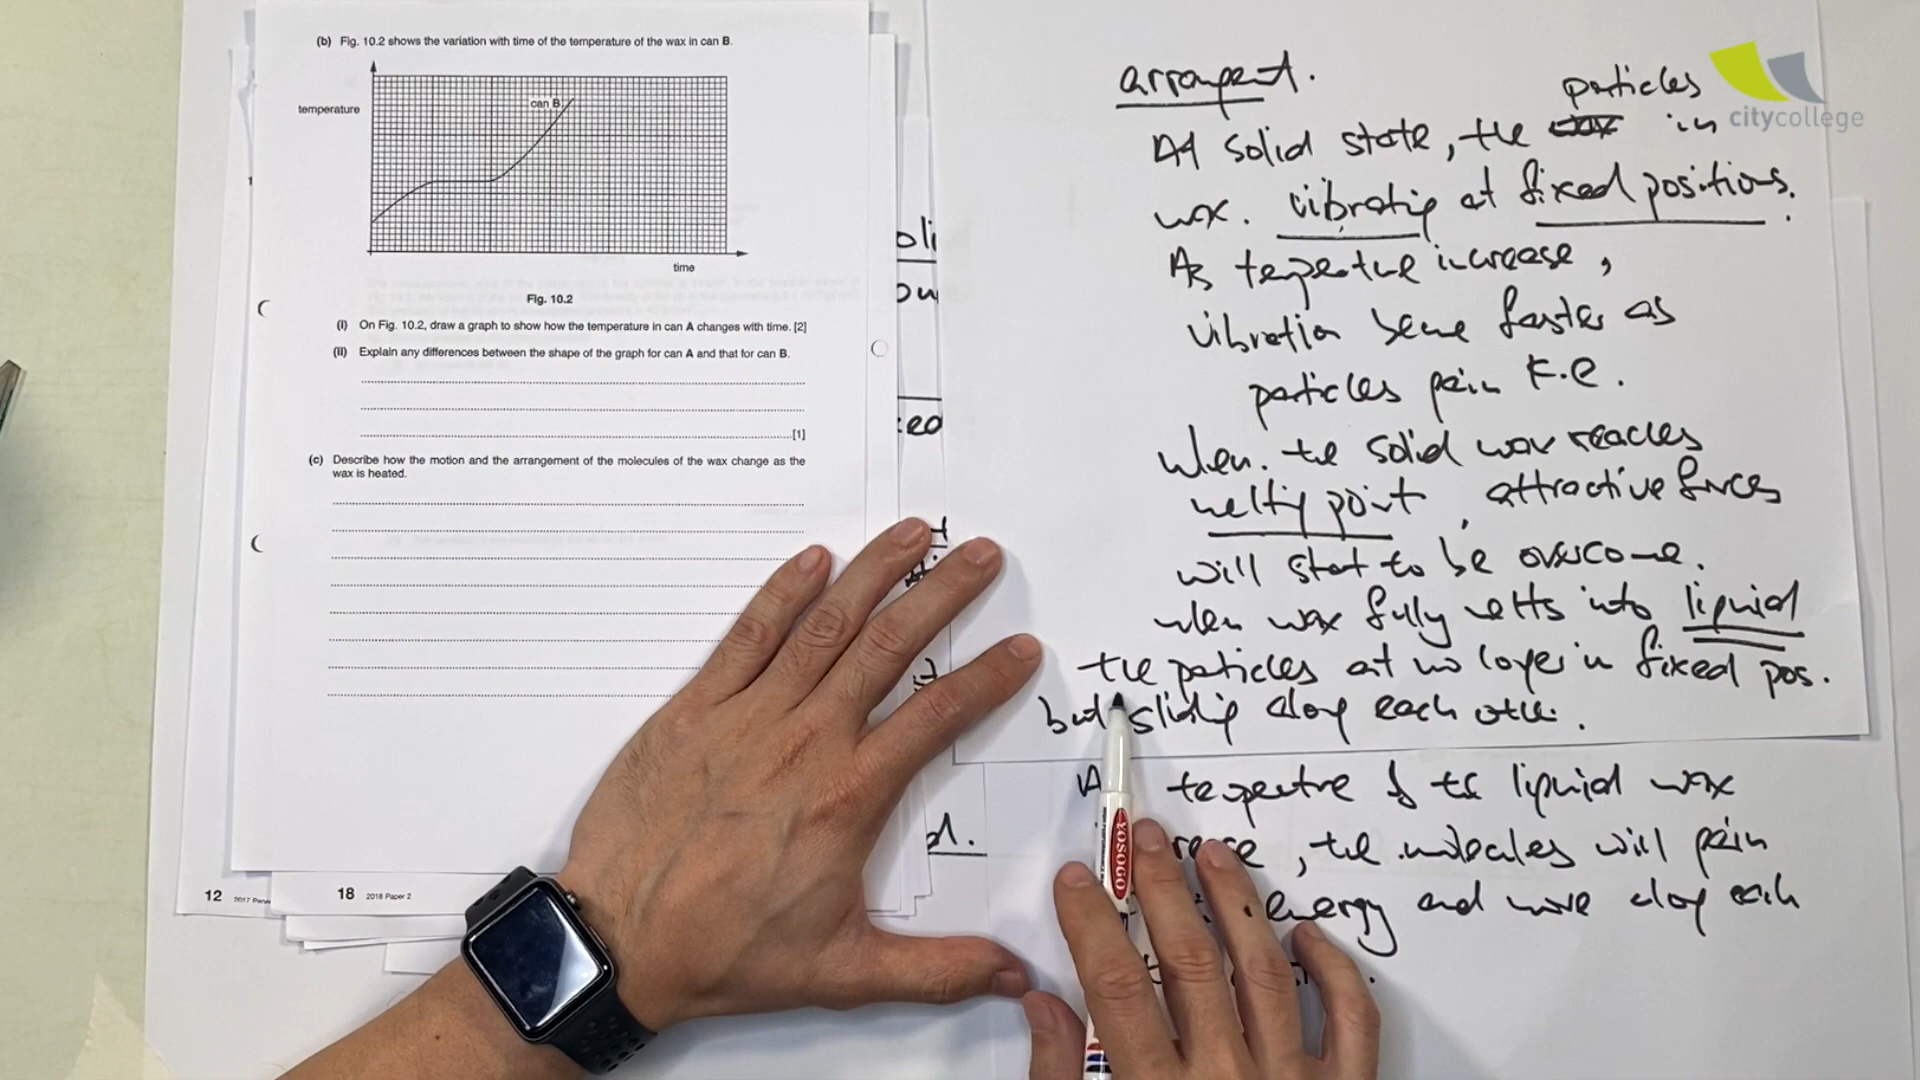 (b) Fig. 10.2 shows the variation with time of the temperature of the wax in can B.
temperature
can B
time
Fig. 10.2
(i) On Fig. 10.2, draw a graph to show how the temperature in can A changes with time. [2]
(ii) Explain any differences between the shape of the graph for can A and that for can B.
[1]
(c) Describe how the motion and the arrangement of the molecules of the wax change as the
wax is heated.
12
18 2018 Paper 2
citycollege
particles
At solid state, the in
wax. vibrating at fixed positions.
As temperature increase,
vibration become faster as
particles gain K.e.
When. the solid wax reaches
melting point, attractive forces
will start to be overcome.
when wax fully melts into liquid
the particles at no longer in fixed pos.
but sliding along each other.
temperature of the liquid wax
, the molecules will gain
energy and move along each
d.